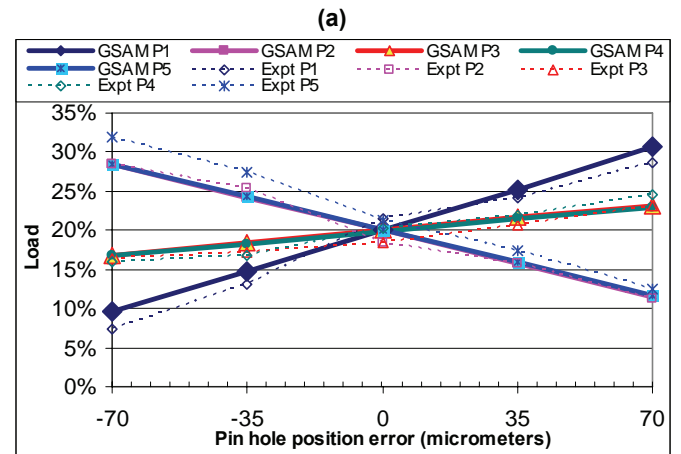 (a)
GSAM P1 GSAM P2 GSAM P3 GSAM P4
GSAM P5 Expt P1 Expt P2 Expt P3
Expt P4 Expt P5
35%
30%
25%
20%
15%
10%
5%
0%
Load
-70 -35 0 35 70
Pin hole position error (micrometers)